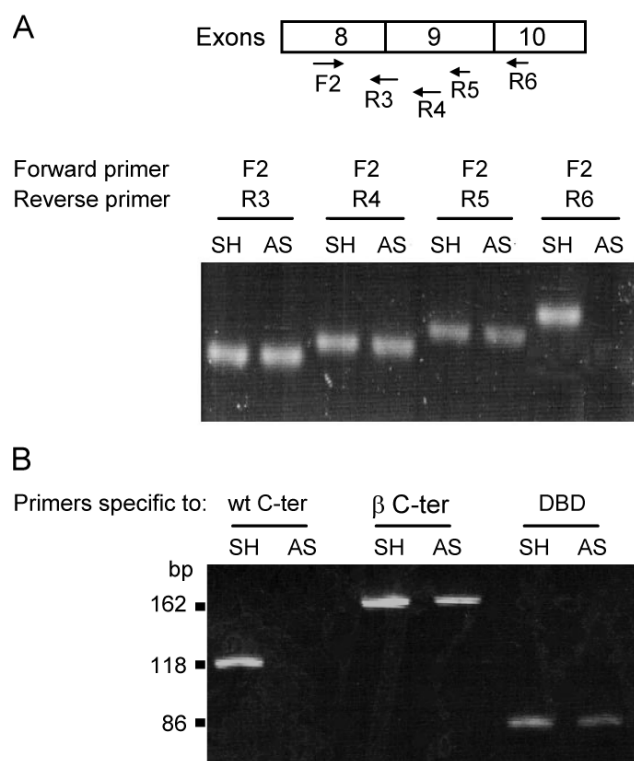 A
Exons 8 9 10
F2 R3 R4 R5 R6
Forward primer F2 F2 F2 F2
Reverse primer R3 R4 R5 R6
SH AS SH AS SH AS SH AS
B
Primers specific to: wt C-ter β C-ter DBD
SH AS SH AS SH AS
bp
162
118
86